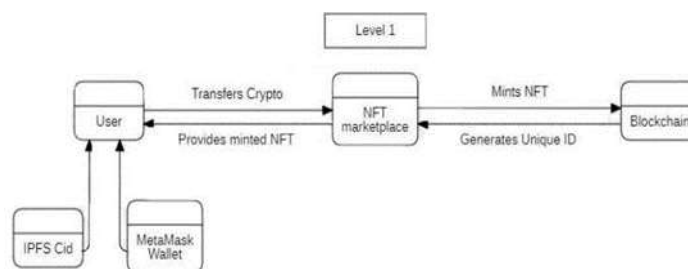 Level 1
Transfers Crypto
Mints NFT
User
NFT
marketplace
Blockchain
Provides minted NFT
Generates Unique ID
IPFS Cid
MetaMask
Wallet